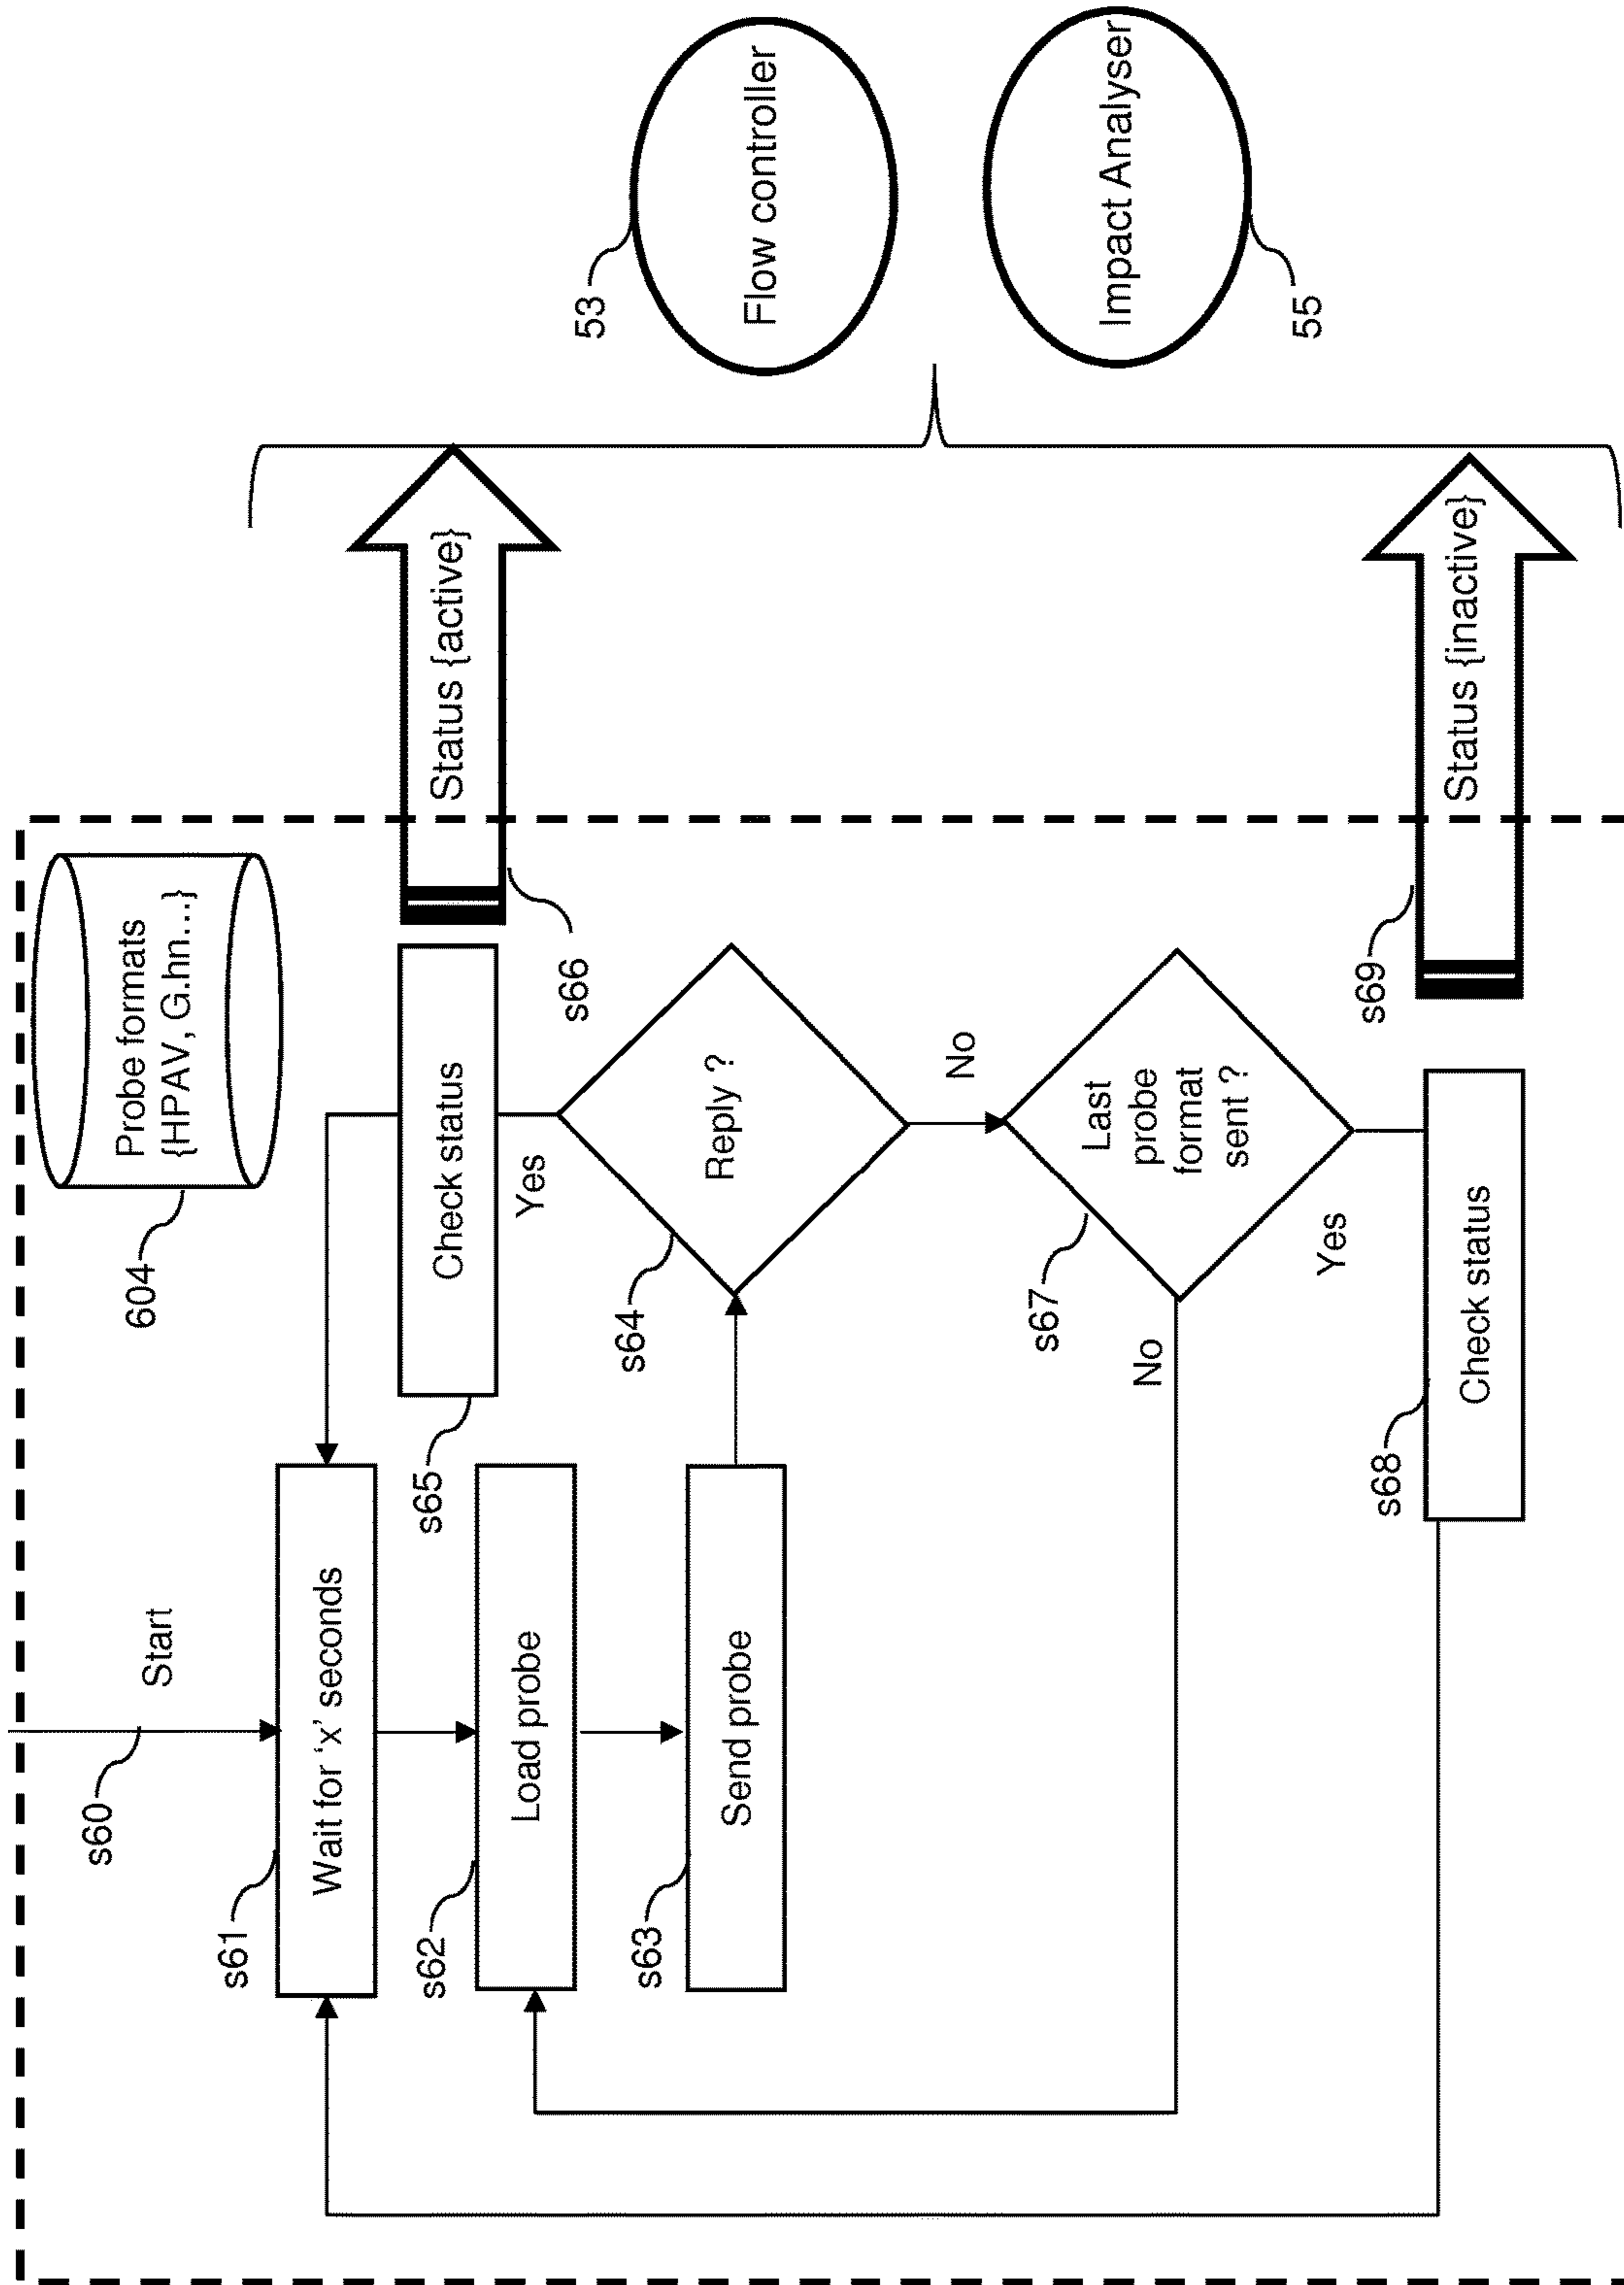 s60
Start
604
Probe formats
{HPAV, G.hn...}
s61
Wait for ‘x’ seconds
s65
Check status
s66
Status {active}
s62
Load probe
Yes
s63
Send probe
s64
Reply ?
53
Flow controller
No
s67
Last
probe
format
sent ?
No
Impact Analyser
55
Yes
s68
Check status
s69
Status {inactive}